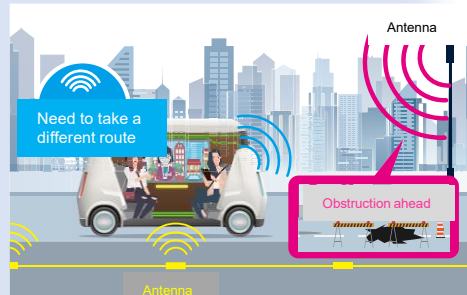 Antenna
Need to take a
different route
Obstruction ahead
Antenna